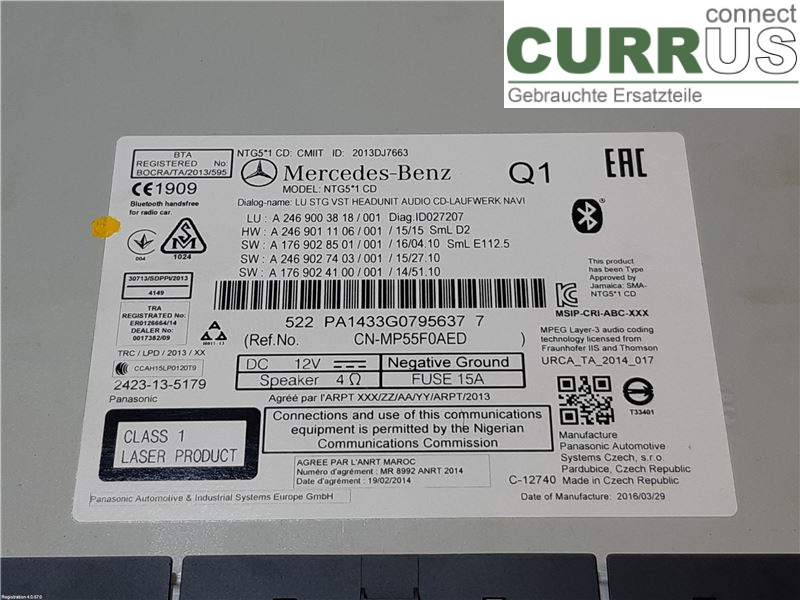 connect
CURRUS
Gebrauchte Ersatzteile
BTA
REGISTERED No:
BOCRA/TA/2013/595
NTG5*1 CD: CMIIT ID: 2013DJ7663
Mercedes-Benz
MODEL: NTG5*1 CD
Q1
EAC
CE1909
Bluetooth handsfree
for radio car.
Dialog-name: LU STG VST HEADUNIT AUDIO CD-LAUFWERK NAVI
LU : A 246 900 38 18 / 001 Diag.ID027207
HW : A 246 901 11 06 / 001 / 15/15 SmL D2
SW : A 176 902 85 01 / 001 / 16/04.10 SmL E112.5
SW : A 246 902 74 03 / 001 / 15/27.10
SW : A 176 902 41 00 / 001 / 14/51.10
004
SM
1024
This product
has been Type
Approved by
Jamaica: SMA-
NTG5*1 CD
30713/SDPPI/2013
4149
TRA
REGISTERED No:
ER0126664/14
DEALER No:
0017382/09
MSIP-CRI-ABC-XXX
522 PA1433G0795637 7
(Ref.No. CN-MP55F0AED )
MPEG Layer-3 audio coding
technology licensed from
Fraunhofer IIS and Thomson
URCA_TA_2014_017
TRC / LPD / 2013 / XX
CCAH15LP0120T9
2423-13-5179
Panasonic
DC 12V
Negative Ground
Speaker 4 Ω
FUSE 15A
Agréé par l'ARPT XXX/ZZ/AA/YY/ARPT/2013
T33401
Connections and use of this communications
equipment is permitted by the Nigerian
Communications Commission
CLASS 1
LASER PRODUCT
Manufacture
Panasonic Automotive
Systems Czech, s.r.o.
Pardubice, Czech Republic
C-12740 Made in Czech Republic
AGREE PAR L'ANRT MAROC
Numéro d'agrément : MR 8992 ANRT 2014
Date d'agrément : 19/02/2014
Panasonic Automotive & Industrial Systems Europe GmbH
Date of Manufacture: 2016/03/29
Registration 4.0.57.0